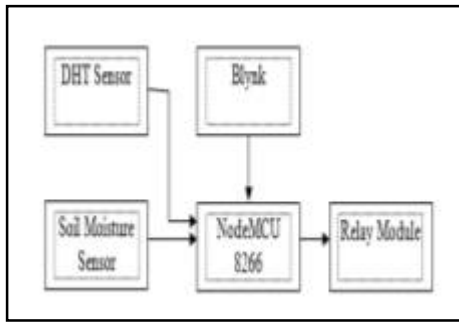 DHT Sensor
Blynk
Soil Moisture
Sensor
NodeMCU
8266
Relay Module